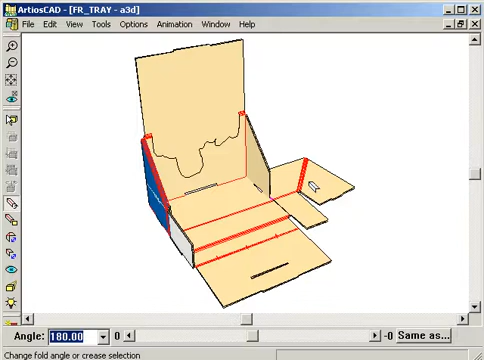 ArtiosCAD - [FR_TRAY - a3d]
File Edit View Tools Options Animation Window Help
Angle: 180.00 0 -0 Same as...
Change fold angle or crease selection